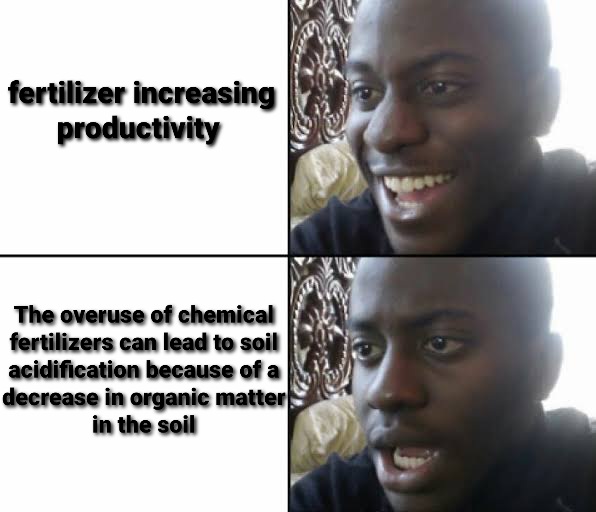 fertilizer increasing
productivity
The overuse of chemical
fertilizers can lead to soil
acidification because of a
decrease in organic matter
in the soil